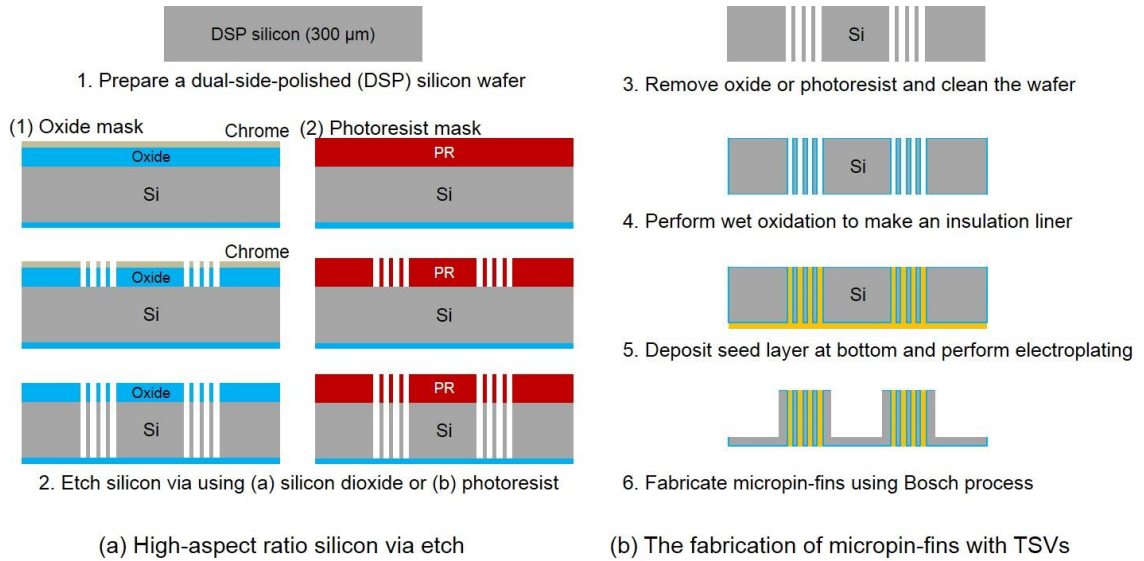 DSP silicon (300 µm)
1. Prepare a dual-side-polished (DSP) silicon wafer
(1) Oxide mask
Chrome
Oxide
Si
(2) Photoresist mask
PR
Si
Chrome
Oxide
Si
PR
Si
Oxide
Si
PR
Si
2. Etch silicon via using (a) silicon dioxide or (b) photoresist
(a) High-aspect ratio silicon via etch
Si
3. Remove oxide or photoresist and clean the wafer
Si
4. Perform wet oxidation to make an insulation liner
Si
5. Deposit seed layer at bottom and perform electroplating
6. Fabricate micropin-fins using Bosch process
(b) The fabrication of micropin-fins with TSVs